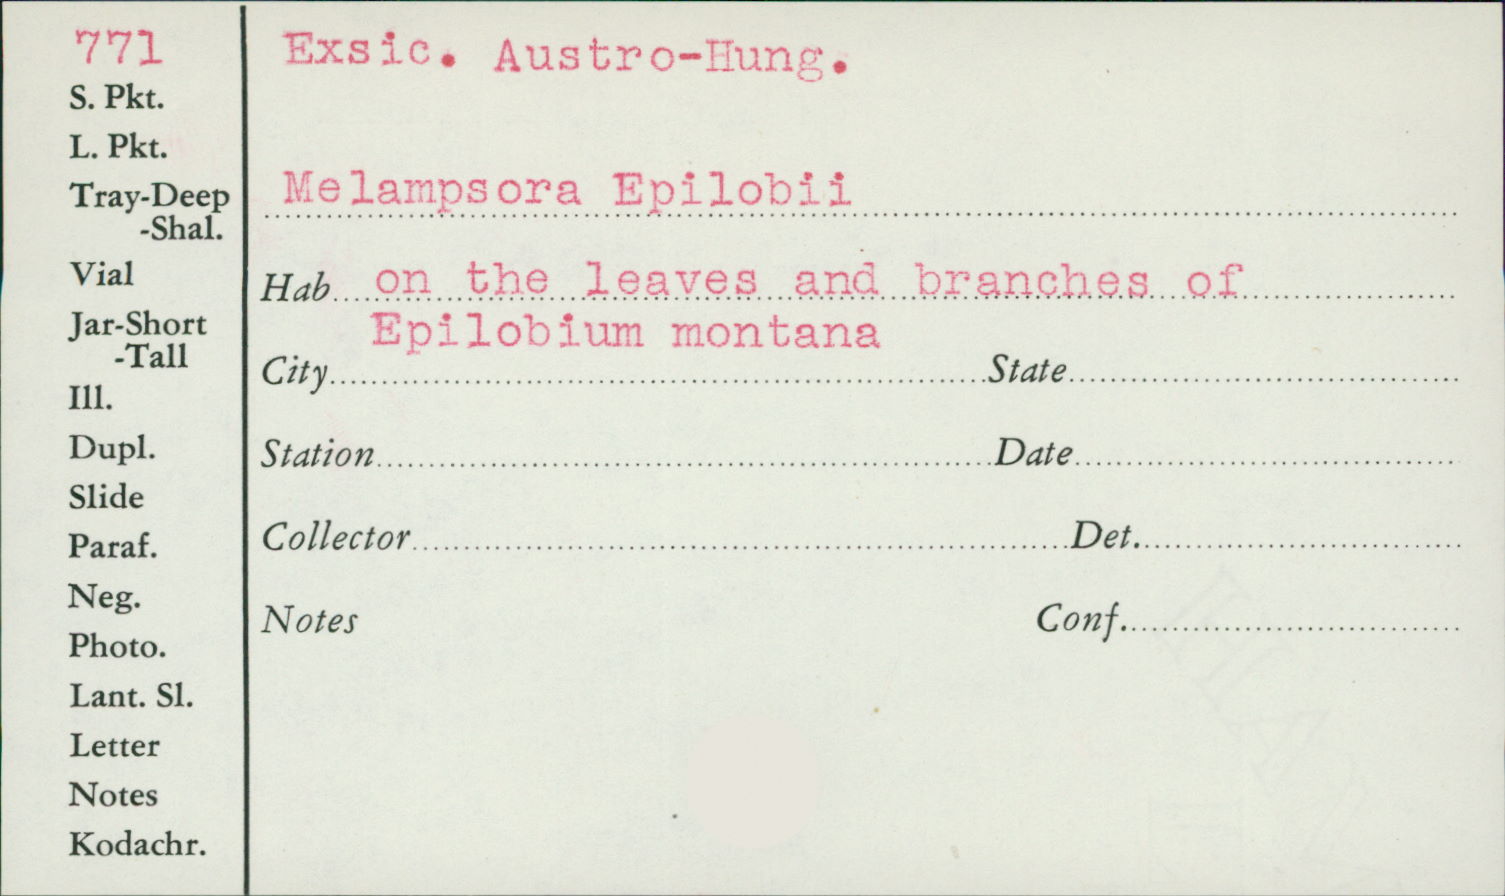 771
Exsic. Austro-Hung.
S. Pkt.
L. Pkt.
Tray-Deep
-Shal.
Vial
Jar-Short
-Tall
Ill.
Dupl.
Slide
Paraf.
Neg.
Photo.
Lant. Sl.
Letter
Notes
Kodachr.
Melampsora Epilobii
Hab on the leaves and branches of
Epilobium montana
City State
Station Date
Collector Det.
Notes Conf.